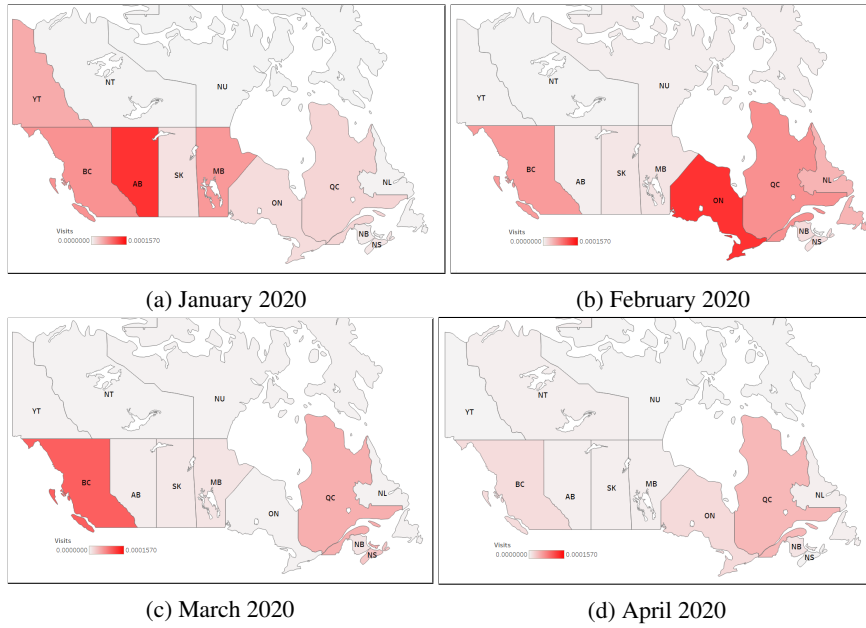 YT
NT
NU
BC
AB
SK
MB
ON
QC
NL
NB
NS
Visits
0.0000000 0.0001570
(a) January 2020
YT
NT
NU
BC
AB
SK
MB
ON
QC
NL
NB
NS
Visits
0.0000000 0.0001570
(b) February 2020
YT
NT
NU
BC
AB
SK
MB
ON
QC
NL
NB
NS
Visits
0.0000000 0.0001570
(c) March 2020
YT
NT
NU
BC
AB
SK
MB
ON
QC
NL
NB
NS
Visits
0.0000000 0.0001570
(d) April 2020